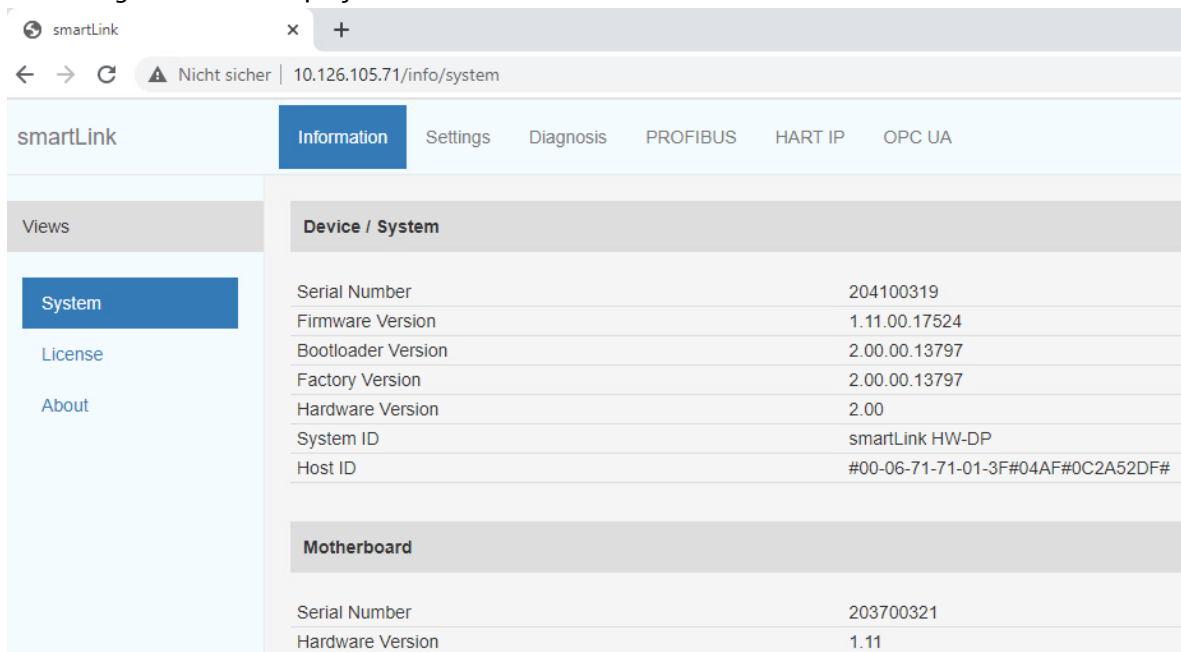 smartLink
Nicht sicher | 10.126.105.71/info/system
smartLink Information Settings Diagnosis PROFIBUS HART IP OPC UA
Views
System
License
About
Device / System
Serial Number 204100319
Firmware Version 1.11.00.17524
Bootloader Version 2.00.00.13797
Factory Version 2.00.00.13797
Hardware Version 2.00
System ID smartLink HW-DP
Host ID #00-06-71-71-01-3F#04AF#0C2A52DF#
Motherboard
Serial Number 203700321
Hardware Version 1.11